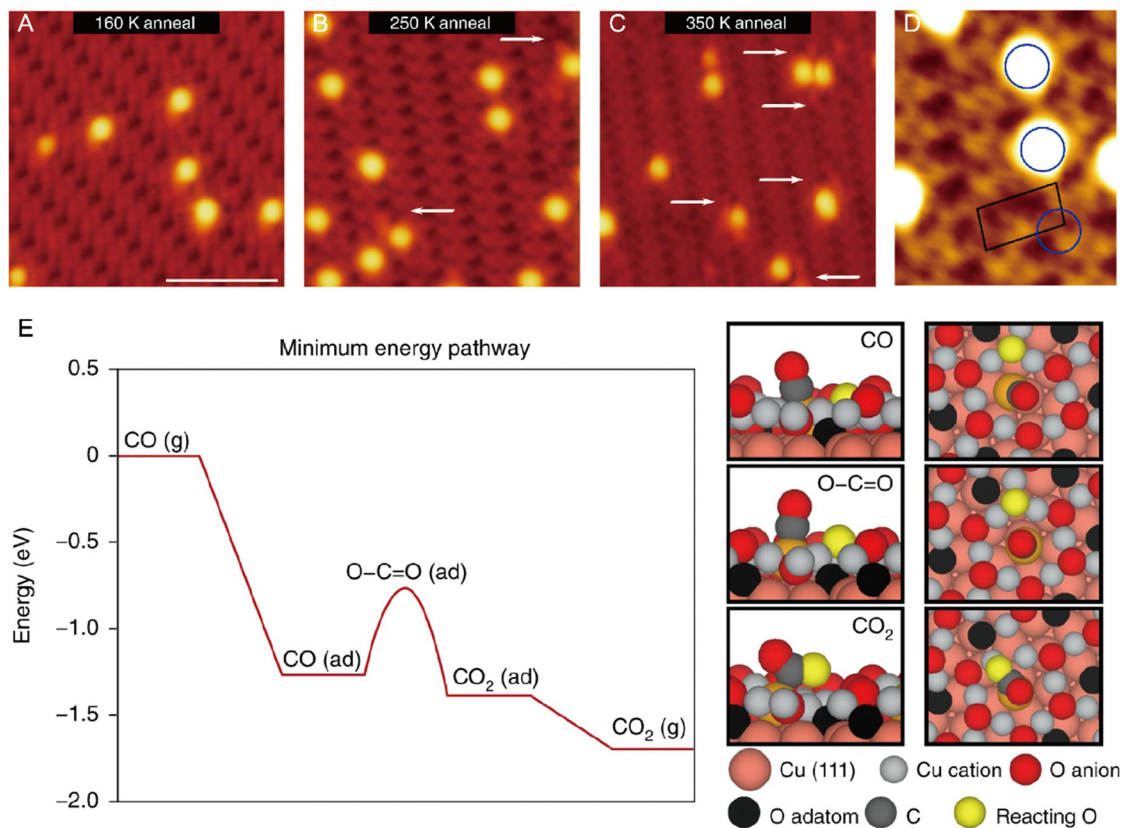 A 160 K anneal
B 250 K anneal
C 350 K anneal
D
E
Minimum energy pathway
Energy (eV)
0.5
0
−0.5
−1.0
−1.5
−2.0
CO (g)
CO (ad)
O−C=O (ad)
CO₂ (ad)
CO₂ (g)
CO
O−C=O
CO₂
Cu (111) Cu cation O anion
O adatom C Reacting O